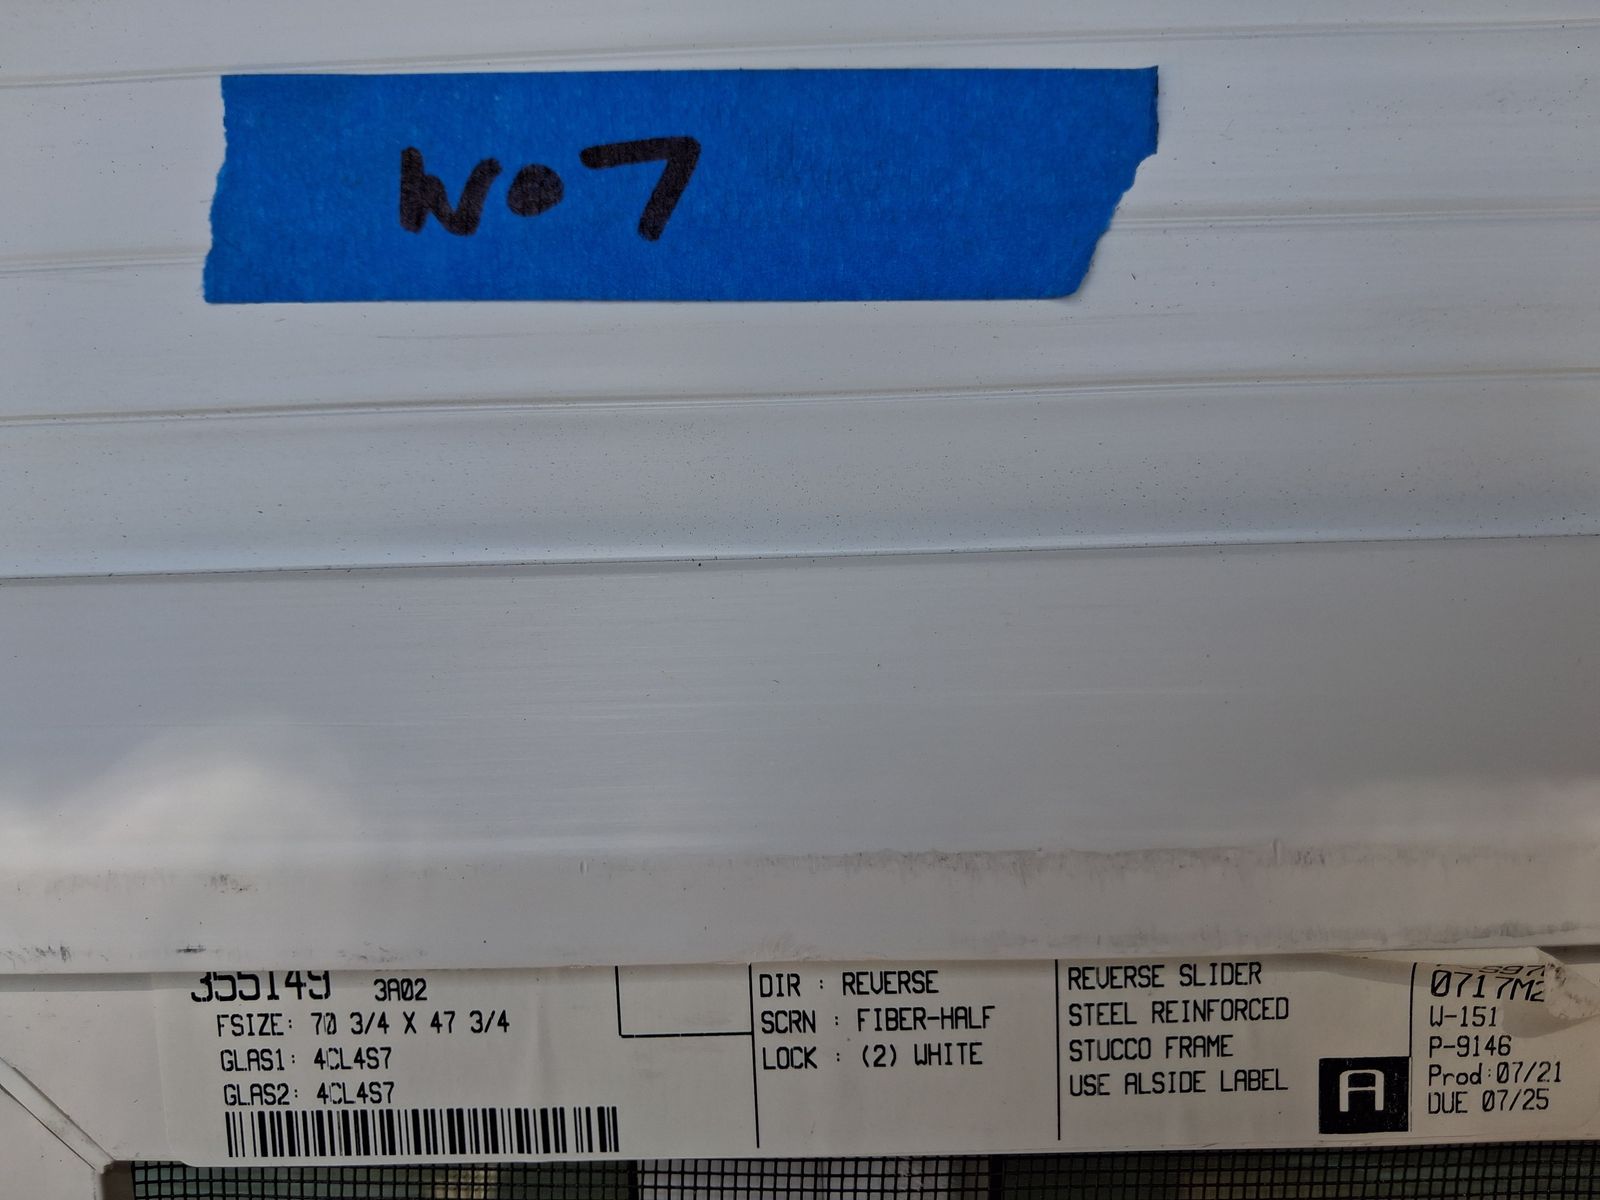 W07
355149 3A02
FSIZE: 70 3/4 X 47 3/4
GLAS1: 4CL4S7
GLAS2: 4CL4S7
DIR : REVERSE
SCRN : FIBER-HALF
LOCK : (2) WHITE
REVERSE SLIDER
STEEL REINFORCED
STUCCO FRAME
USE ALSIDE LABEL
A
W-151
P-9146
Prod:07/21
DUE 07/25